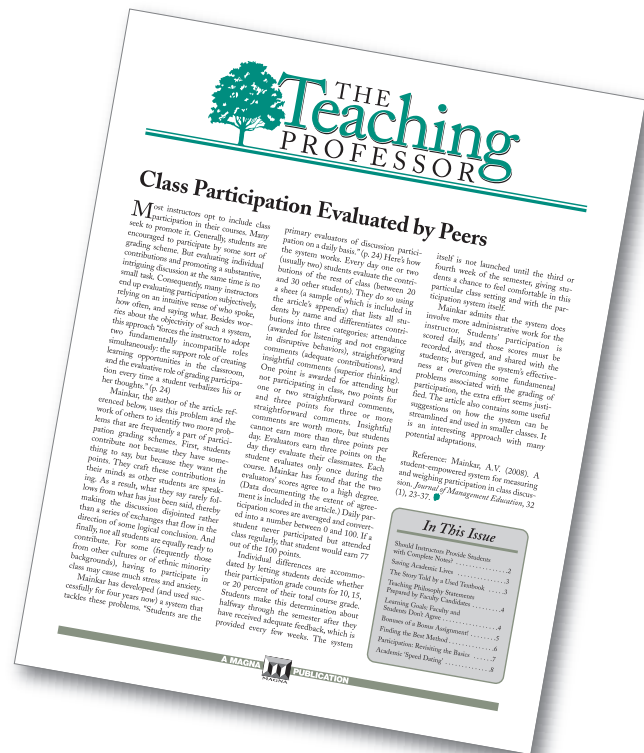 THE
Teaching
PROFESSOR
Class Participation Evaluated by Peers
Most instructors opt to include class
participation in their courses. Many
seek to promote it. Generally, students are
encouraged to participate by some sort of
grading scheme. But evaluating individual
contributions and promoting a substantive,
intriguing discussion at the same time is no
small task. Consequently, many instructors
end up evaluating participation subjectively,
relying on an intuitive sense of who spoke,
how often, and saying what. Besides wor-
ries about the objectivity of such a system,
this approach "forces the instructor to adopt
two fundamentally incompatible roles
simultaneously: the support role of creating
learning opportunities in the classroom,
and the evaluative role of grading participa-
tion every time a student verbalizes his or
her thoughts." (p. 24)
Mainkar, the author of the article ref-
erenced below, uses this problem and the
work of others to identify two more prob-
lems that are frequently a part of partici-
pation grading schemes. First, students
contribute not because they have some-
thing to say, but because they want the
points. They craft these contributions in
their minds as other students are speak-
ing. As a result, what they say rarely fol-
lows from what has just been said, thereby
making the discussion disjointed rather
than a series of exchanges that flow in the
direction of some logical conclusion. And
finally, not all students are equally ready to
contribute. For some (frequently those
from other cultures or of ethnic minority
backgrounds), having to participate in
class may cause much stress and anxiety.
Mainkar has developed (and used suc-
cessfully for four years now) a system that
tackles these problems. "Students are the
primary evaluators of discussion partici-
pation on a daily basis." (p. 24) Here's how
the system works. Every day one or two
(usually two) students evaluate the contri-
butions of the rest of class (between 20
and 30 other students). They do so using
a sheet (a sample of which is included in
the article's appendix) that lists all stu-
dents by name and differentiates contri-
butions into three categories: attendance
(awarded for listening and not engaging
in disruptive behaviors), straightforward
comments (adequate contributions), and
insightful comments (superior thinking).
One point is awarded for attending but
not participating in class, two points for
one or two straightforward comments,
and three points for three or more
straightforward comments. Insightful
comments are worth more, but students
cannot earn more than three points per
day. Evaluators earn three points on the
day they evaluate their classmates. Each
student evaluates only once during the
course. Mainkar has found that the two
evaluators' scores agree to a high degree.
(Data documenting the extent of agree-
ment is included in the article.) Daily par-
ticipation scores are averaged and convert-
ed into a number between 0 and 100. If a
student never participated but attended
class regularly, that student would earn 77
out of the 100 points.
Individual differences are accommo-
dated by letting students decide whether
their participation grade counts for 10, 15,
or 20 percent of their total course grade.
Students make this determination about
halfway through the semester after they
have received adequate feedback, which is
provided every few weeks. The system
itself is not launched until the third or
fourth week of the semester, giving stu-
dents a chance to feel comfortable in this
particular class setting and with the par-
ticipation system itself.
Mainkar admits that the system does
involve more administrative work for the
instructor. Students' participation is
scored daily, and those scores must be
recorded, averaged, and shared with the
students; but given the system's effective-
ness at overcoming some fundamental
problems associated with the grading of
participation, the extra effort seems justi-
fied. The article also contains some useful
suggestions on how the system can be
streamlined and used in smaller classes. It
is an interesting approach with many
potential adaptations.
Reference: Mainkar, A.V. (2008). A
student-empowered system for measuring
and weighing participation in class discus-
sion. Journal of Management Education, 32
(1), 23-37.
In This Issue
Should Instructors Provide Students
with Complete Notes? . . . . . . . . . . . . . .2
Saving Academic Lives . . . . . . . . . . . . .3
The Story Told by a Used Textbook . . . . .3
Teaching Philosophy Statements
Prepared by Faculty Candidates . . . . . . .4
Learning Goals: Faculty and
Students Don't Agree . . . . . . . . . . . . . .4
Bonuses of a Bonus Assignment! . . . . . . .5
Finding the Best Method . . . . . . . . . . . .6
Participation: Revisiting the Basics . . . . .7
Academic 'Speed Dating' . . . . . . . . . . . .8
A MAGNA PUBLICATION
MAGNA